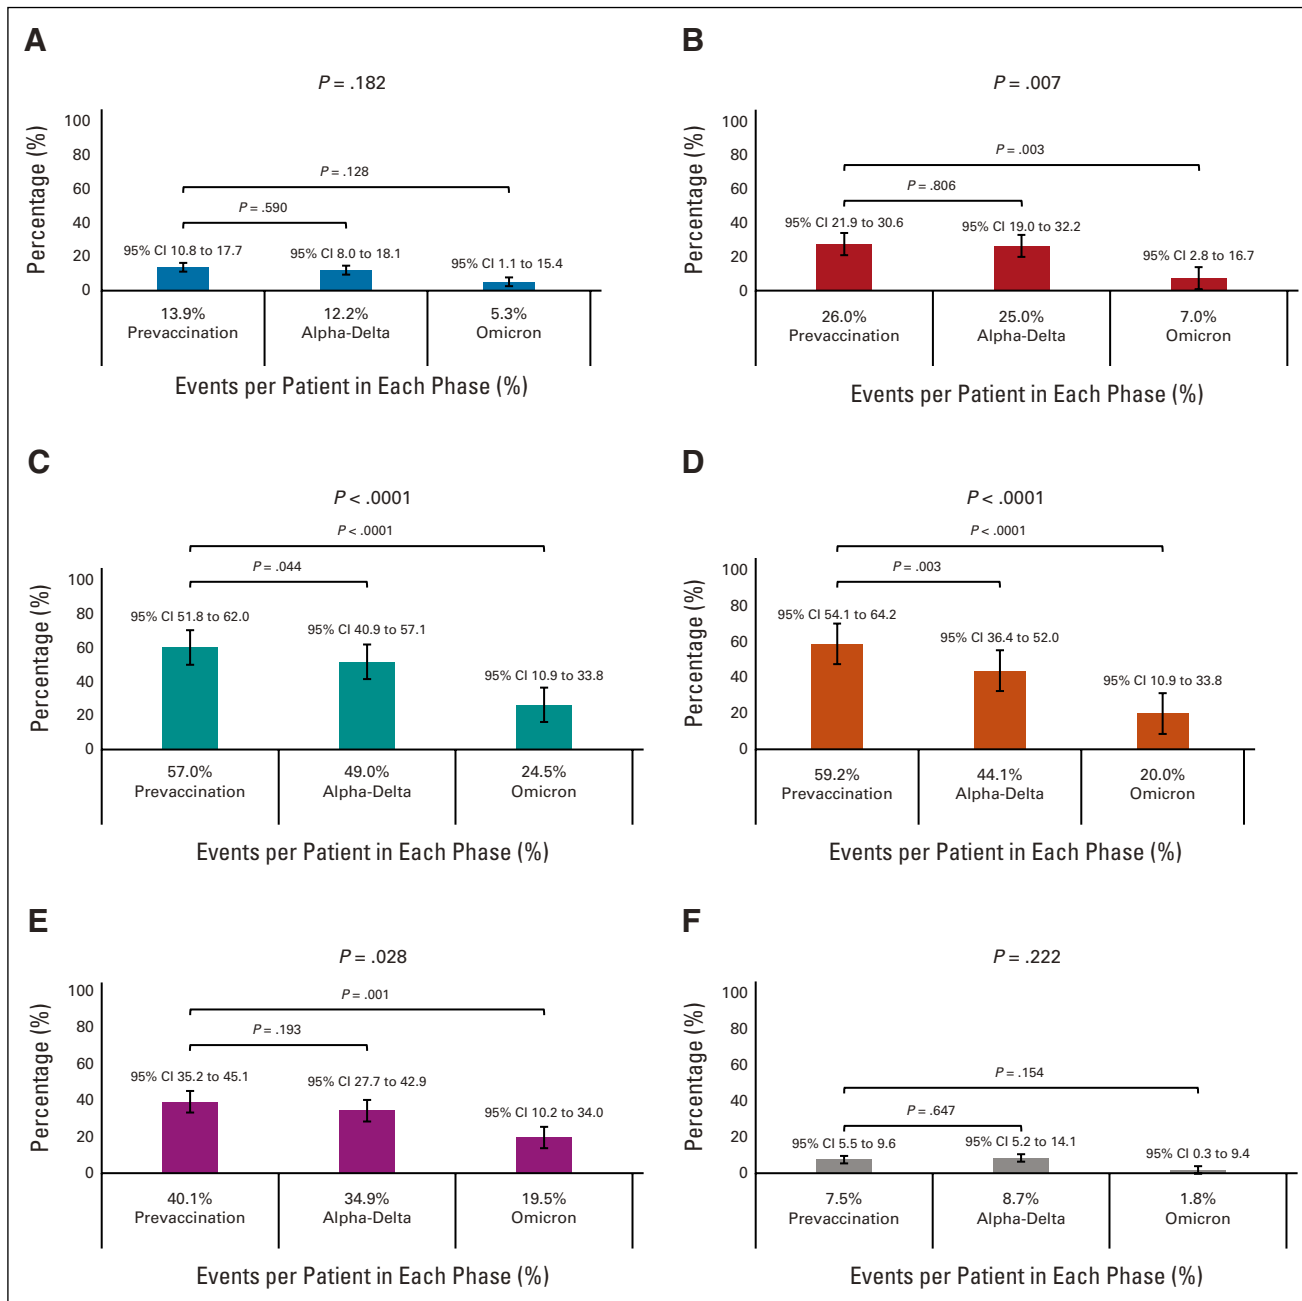 A
P = .182
Percentage (%)
100
80
60
40
20
0
P = .128
P = .590
95% CI 10.8 to 17.7
95% CI 8.0 to 18.1
95% CI 1.1 to 15.4
13.9% 12.2% 5.3%
Prevaccination Alpha-Delta Omicron
Events per Patient in Each Phase (%)
B
P = .007
Percentage (%)
100
80
60
40
20
0
P = .003
P = .806
95% CI 21.9 to 30.6
95% CI 19.0 to 32.2
95% CI 2.8 to 16.7
26.0% 25.0% 7.0%
Prevaccination Alpha-Delta Omicron
Events per Patient in Each Phase (%)
C
P < .0001
Percentage (%)
100
80
60
40
20
0
P < .0001
P = .044
95% CI 51.8 to 62.0
95% CI 40.9 to 57.1
95% CI 10.9 to 33.8
57.0% 49.0% 24.5%
Prevaccination Alpha-Delta Omicron
Events per Patient in Each Phase (%)
D
P < .0001
Percentage (%)
100
80
60
40
20
0
P < .0001
P = .003
95% CI 54.1 to 64.2
95% CI 36.4 to 52.0
95% CI 10.9 to 33.8
59.2% 44.1% 20.0%
Prevaccination Alpha-Delta Omicron
Events per Patient in Each Phase (%)
E
P = .028
Percentage (%)
100
80
60
40
20
0
P = .001
P = .193
95% CI 35.2 to 45.1
95% CI 27.7 to 42.9
95% CI 10.2 to 34.0
40.1% 34.9% 19.5%
Prevaccination Alpha-Delta Omicron
Events per Patient in Each Phase (%)
F
P = .222
Percentage (%)
100
80
60
40
20
0
P = .154
P = .647
95% CI 5.5 to 9.6
95% CI 5.2 to 14.1
95% CI 0.3 to 9.4
7.5% 8.7% 1.8%
Prevaccination Alpha-Delta Omicron
Events per Patient in Each Phase (%)